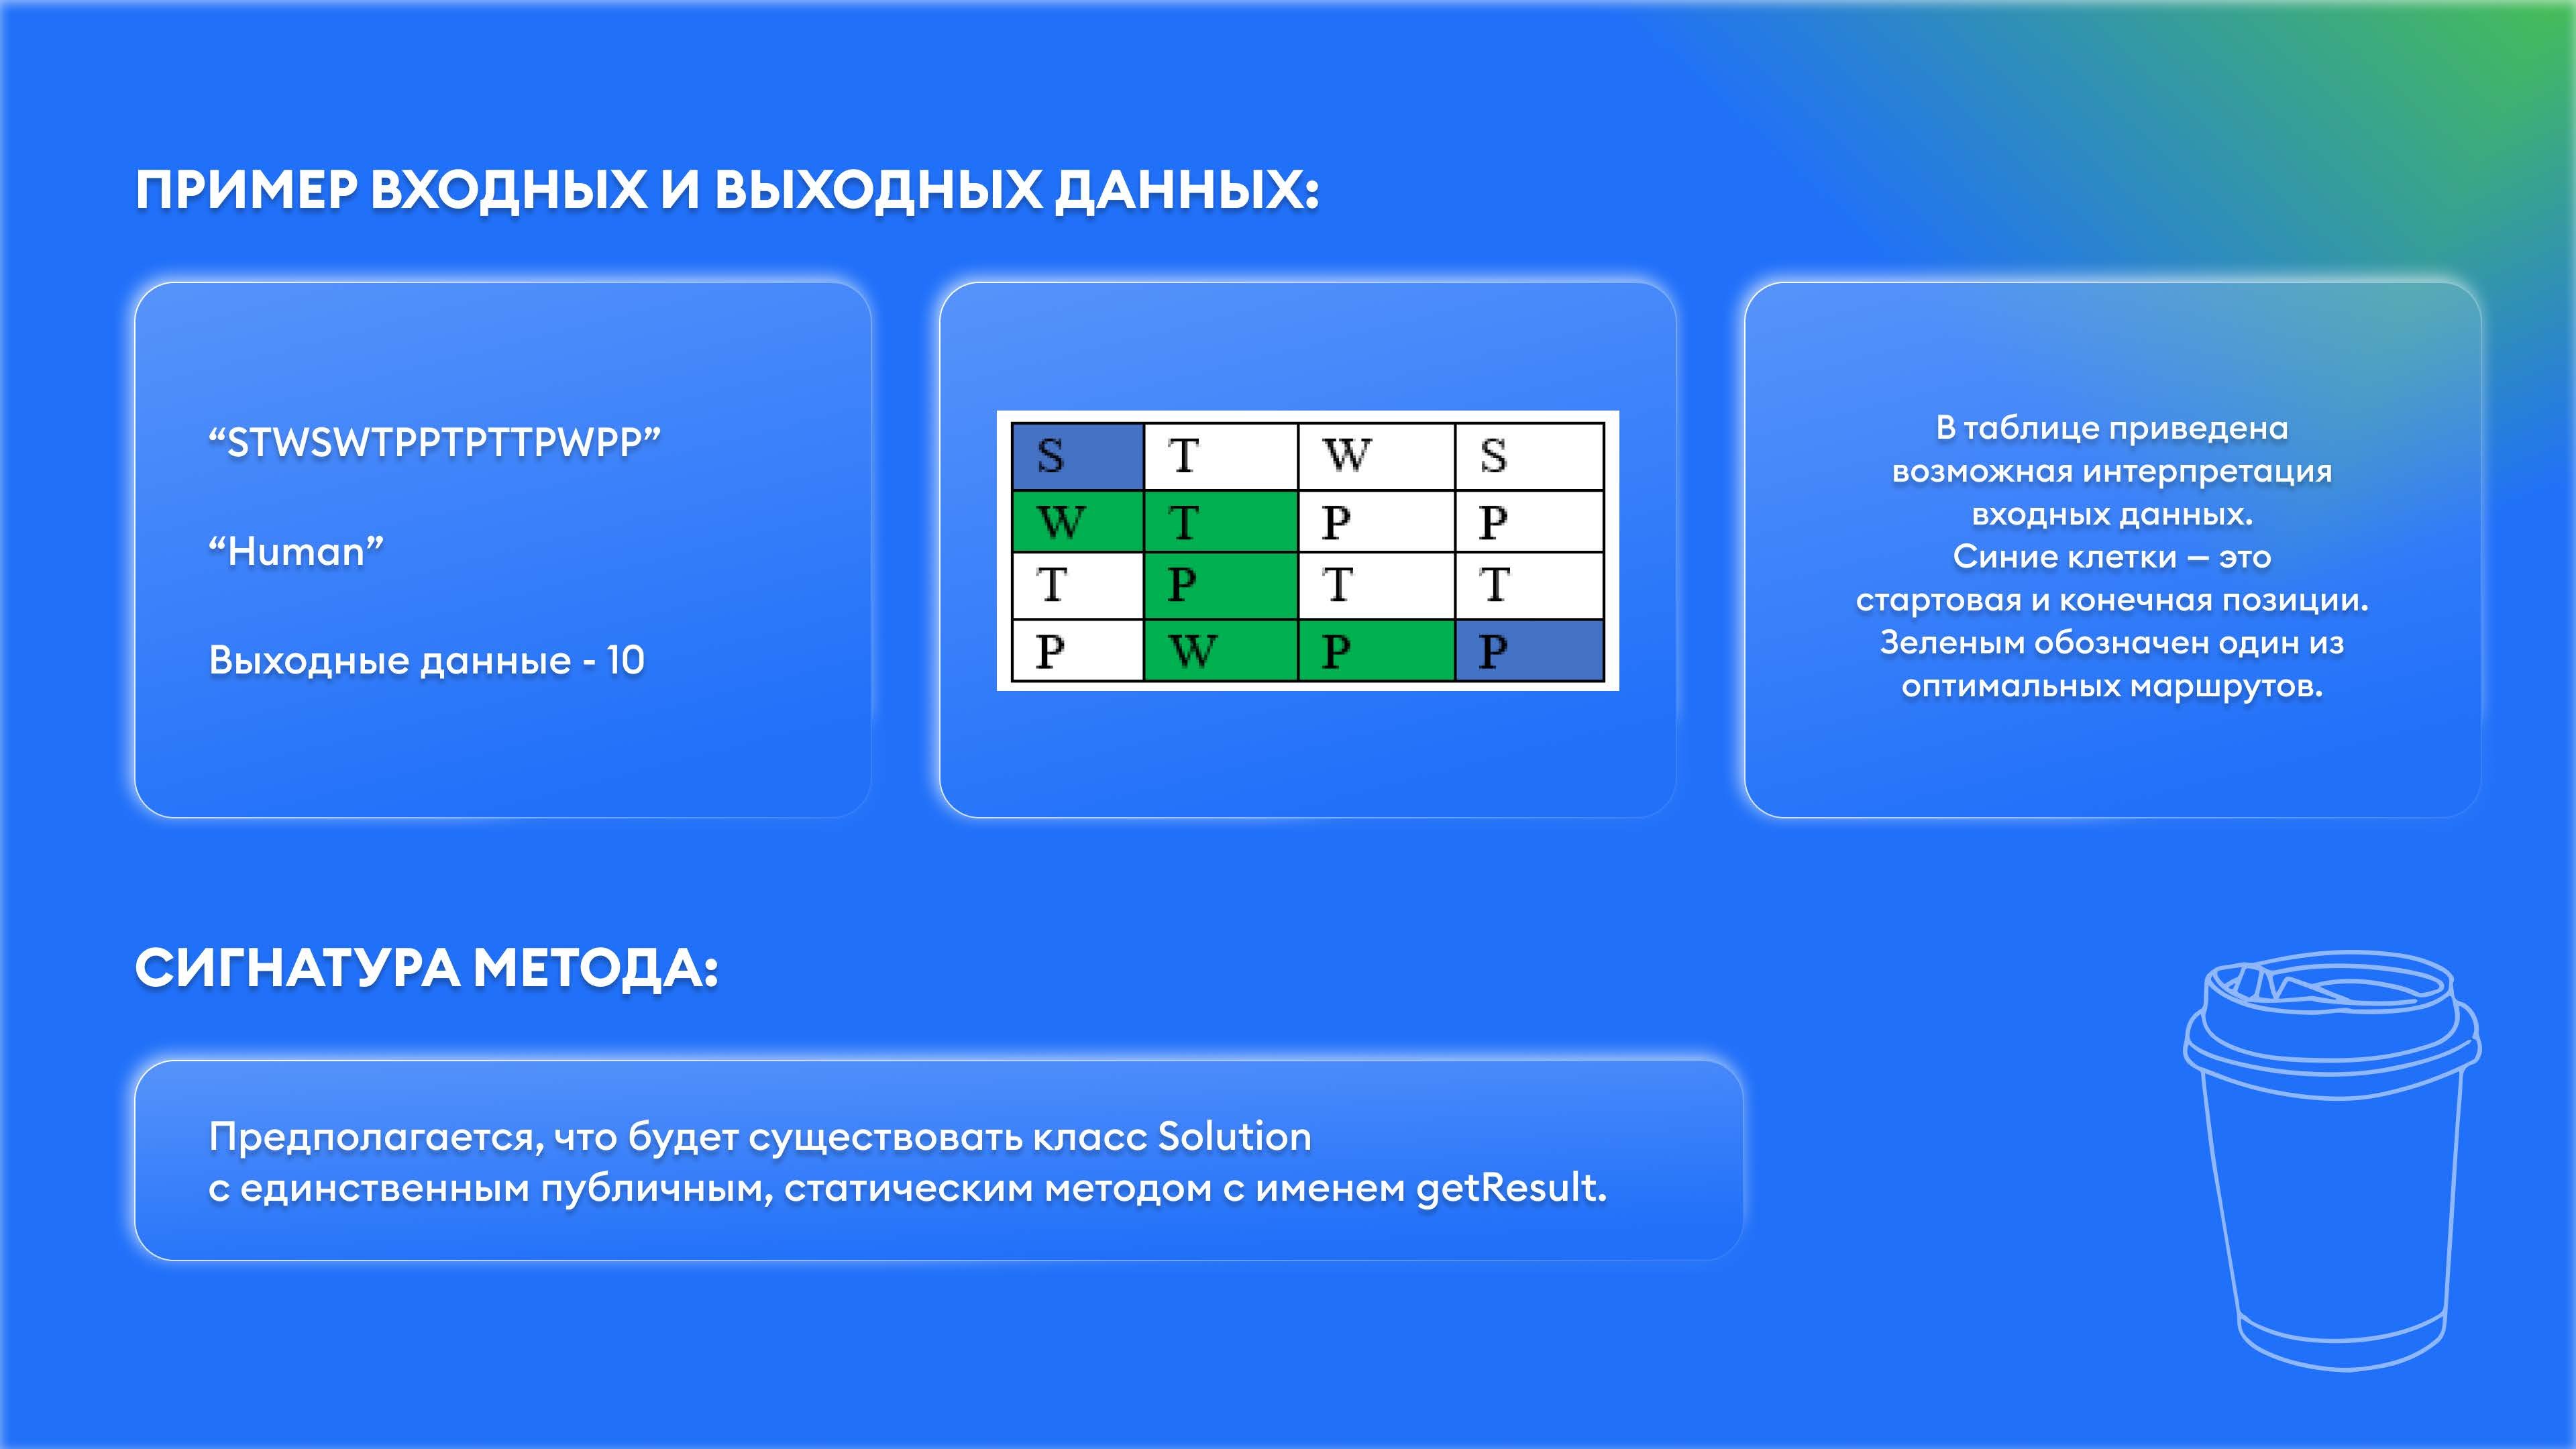 ПРИМЕР ВХОДНЫХ И ВЫХОДНЫХ ДАННЫХ:
“STWSWTPPTPTTPWPP”
“Human”
Выходные данные - 10
S T W S
W T P P
T P T T
P W P P
В таблице приведена
возможная интерпретация
входных данных.
Синие клетки – это
стартовая и конечная позиции.
Зеленым обозначен один из
оптимальных маршрутов.
СИГНАТУРА МЕТОДА:
Предполагается, что будет существовать класс Solution
с единственным публичным, статическим методом с именем getResult.